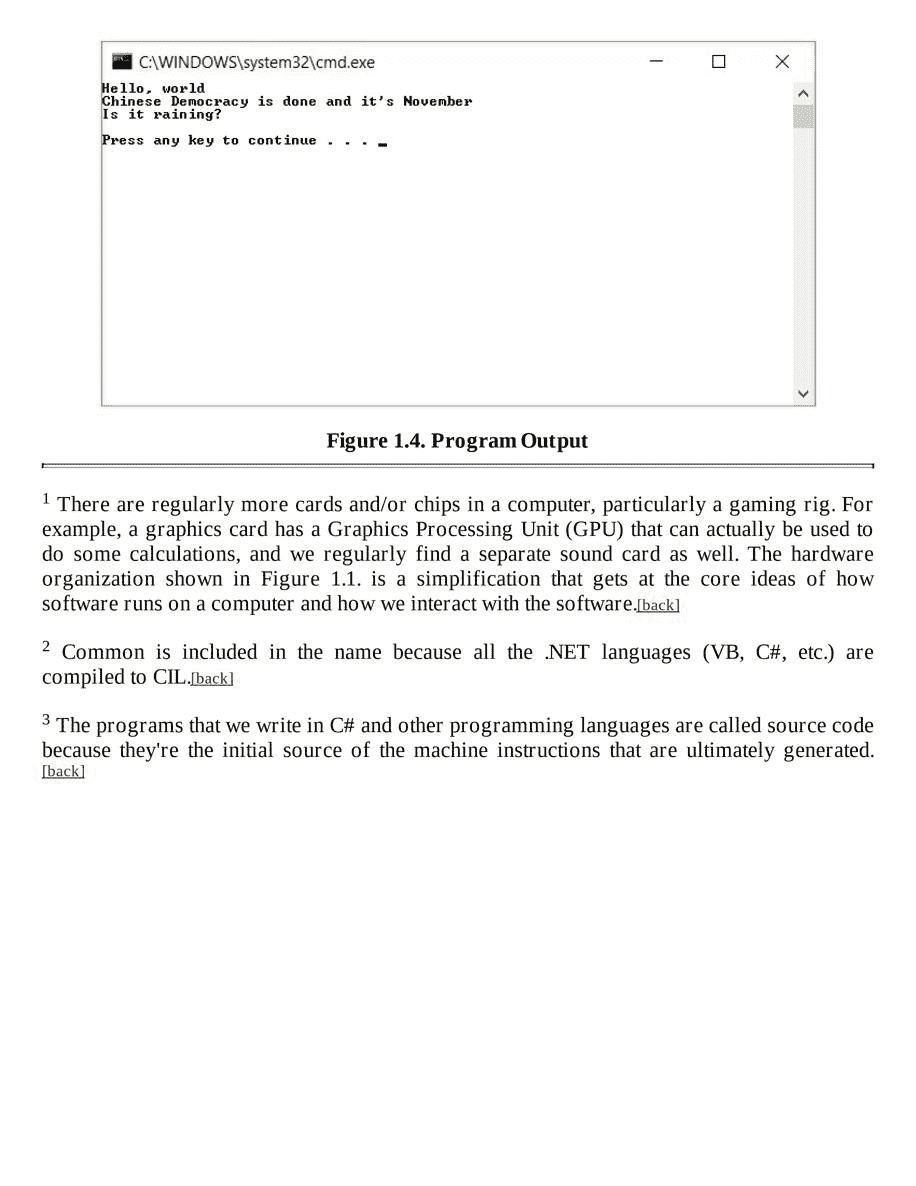 C:\WINDOWS\system32\cmd.exe
Hello, world
Chinese Democracy is done and it's November
Is it raining?
Press any key to continue . . .
Figure 1.4. Program Output
1 There are regularly more cards and/or chips in a computer, particularly a gaming rig. For
example, a graphics card has a Graphics Processing Unit (GPU) that can actually be used to
do some calculations, and we regularly find a separate sound card as well. The hardware
organization shown in Figure 1.1. is a simplification that gets at the core ideas of how
software runs on a computer and how we interact with the software.[back]
2 Common is included in the name because all the .NET languages (VB, C#, etc.) are
compiled to CIL.[back]
3 The programs that we write in C# and other programming languages are called source code
because they're the initial source of the machine instructions that are ultimately generated.
[back]